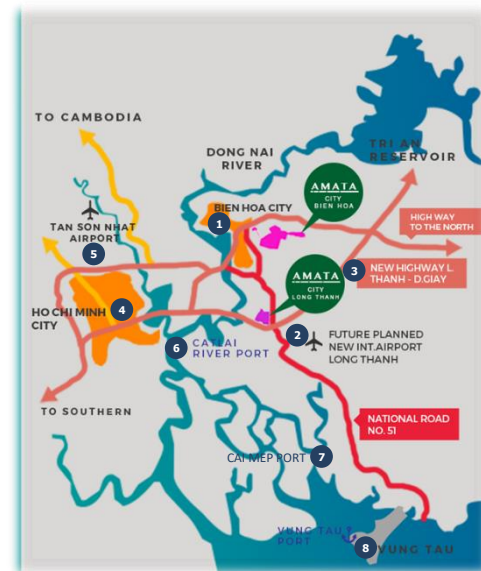 TO CAMBODIA
DONG NAI
RIVER
TRI AN
RESERVOIR
AMATA
CITY
BIEN HOA
TAN SON NHAT
AIRPORT
5
BIEN HOA CITY
1
HIGH WAY
TO THE NORTH
AMATA
CITY
LONG THANH
3
NEW HIGHWAY L.
THANH - D.GIAY
HO CHI MINH
CITY
4
2
FUTURE PLANNED
NEW INT.AIRPORT
LONG THANH
6
CATLAI
RIVER PORT
TO SOUTHERN
NATIONAL ROAD
NO. 51
CAI MEP PORT
7
VUNG TAU
PORT
8
VUNG TAU